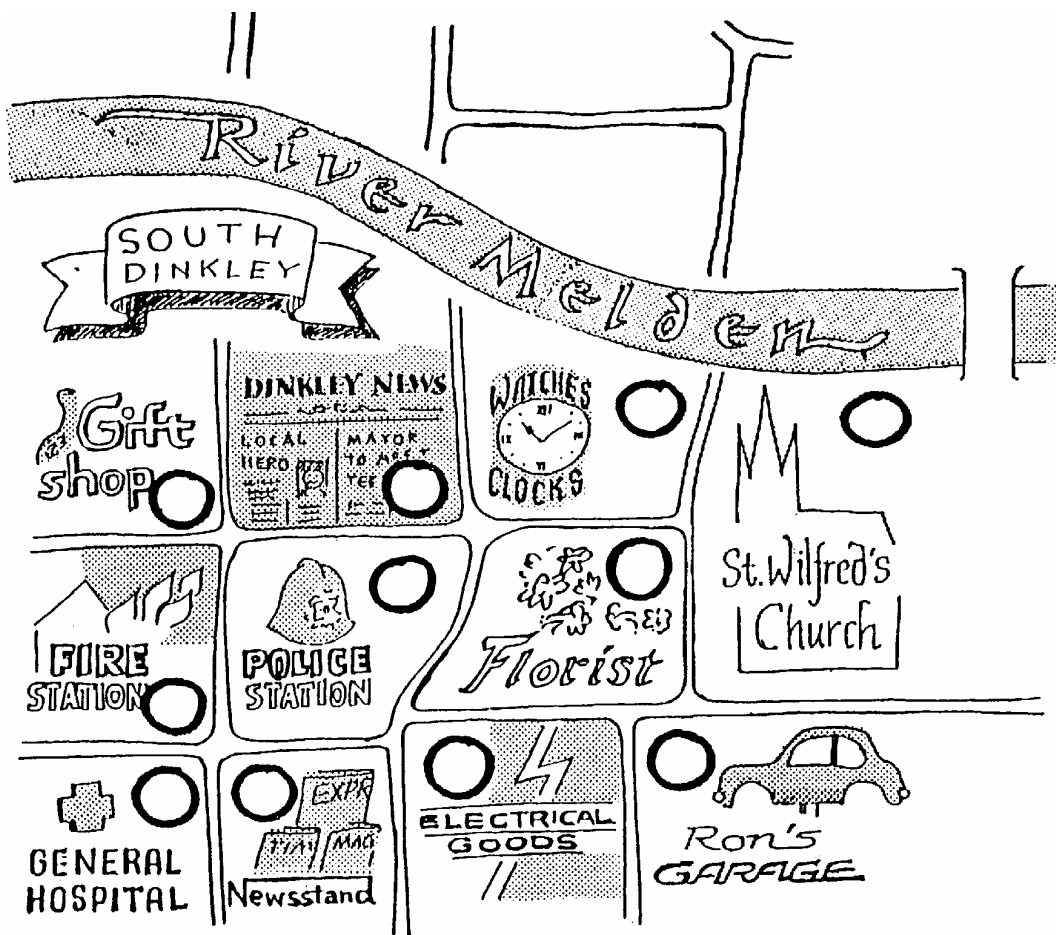 River Melden
SOUTH
DINKLEY
Gift
shop
DINKLEY NEWS
LOCAL
HERO
MAYOR
TO MEET
WATCHES
CLOCKS
St. Wilfred's
Church
FIRE
STATION
POLICE
STATION
Florist
GENERAL
HOSPITAL
EXPR
MAG
Newsstand
ELECTRICAL
GOODS
Ron's
GARAGE